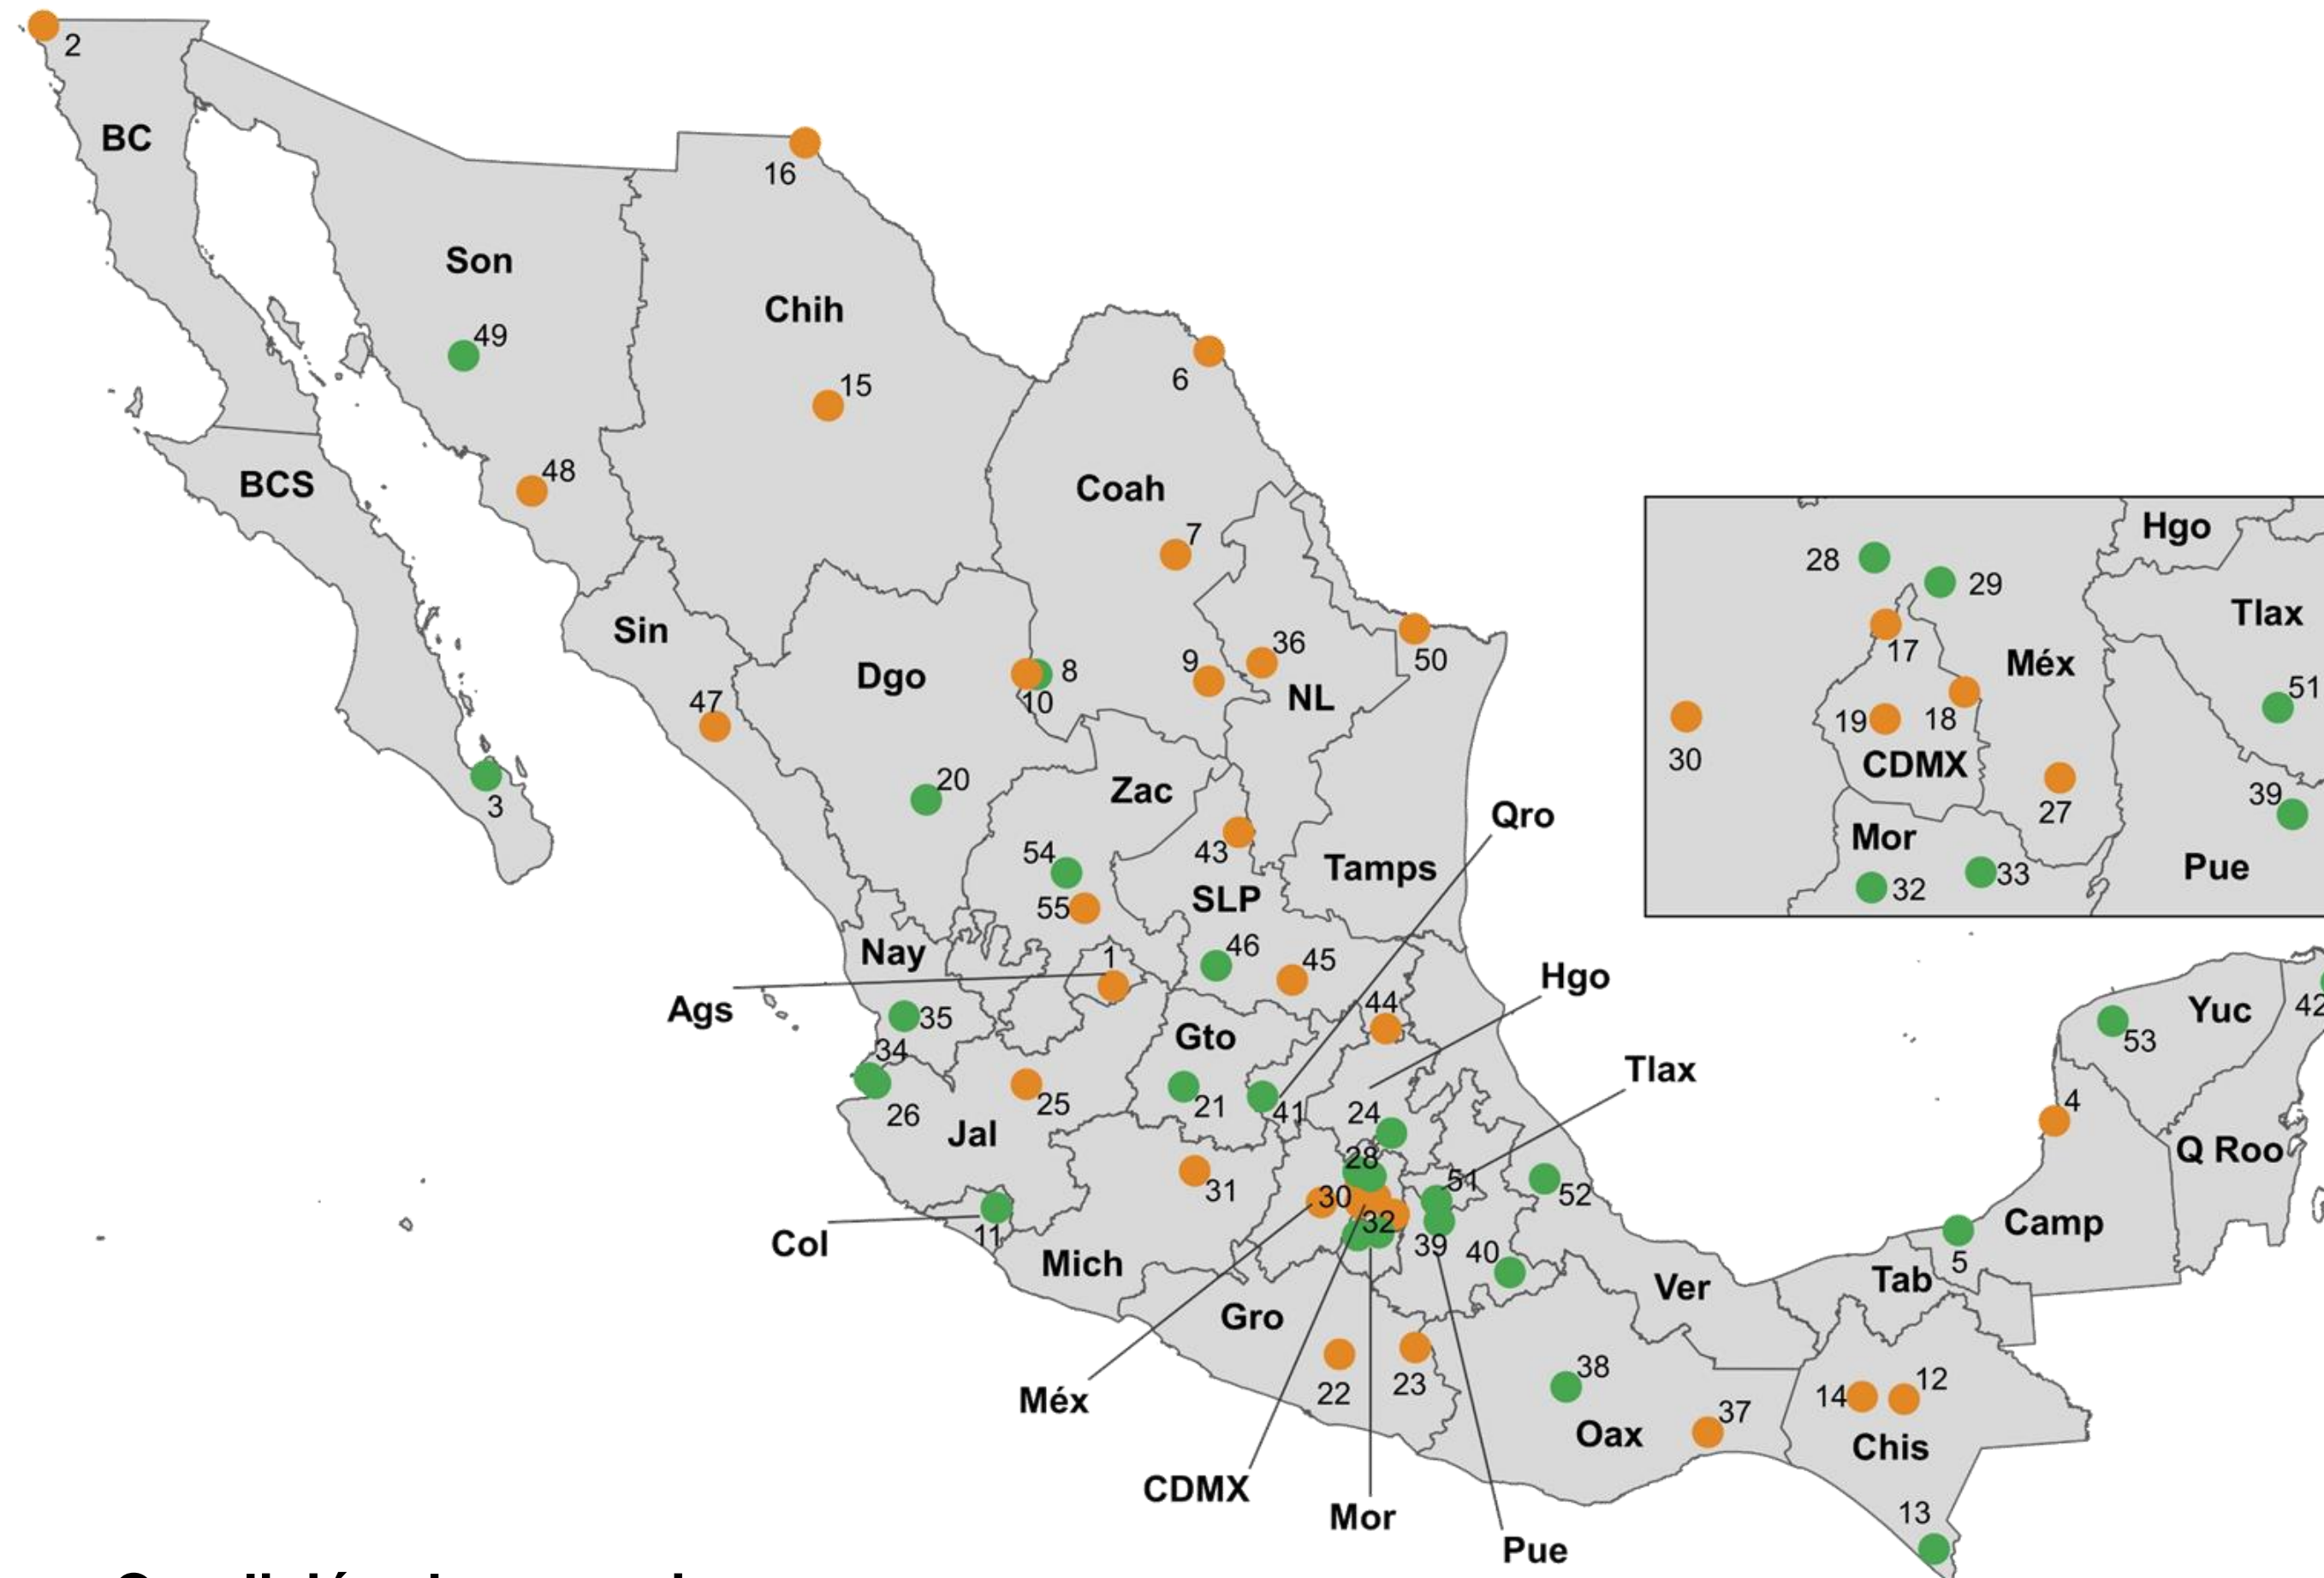 2
BC
16
Son
Chih
49
15
6
BCS
48
Coah
7
Sin
Dgo
8
10
9
36
NL
50
47
3
20
Zac
54
55
43
SLP
Tamps
Qro
Nay
1
46
45
Ags
35
34
Gto
44
Hgo
26
25
21
41
Jal
24
Tlax
28
31
30
51
52
32
39
40
Col
11
Mich
Gro
Ver
22
23
38
37
Oax
Méx
CDMX
Mor
Pue
28
29
Hgo
17
Méx
Tlax
51
30
19
18
CDMX
27
39
Mor
32
33
Pue
Yuc
42
53
4
Q Roo
Camp
5
Tab
14
12
Chis
13